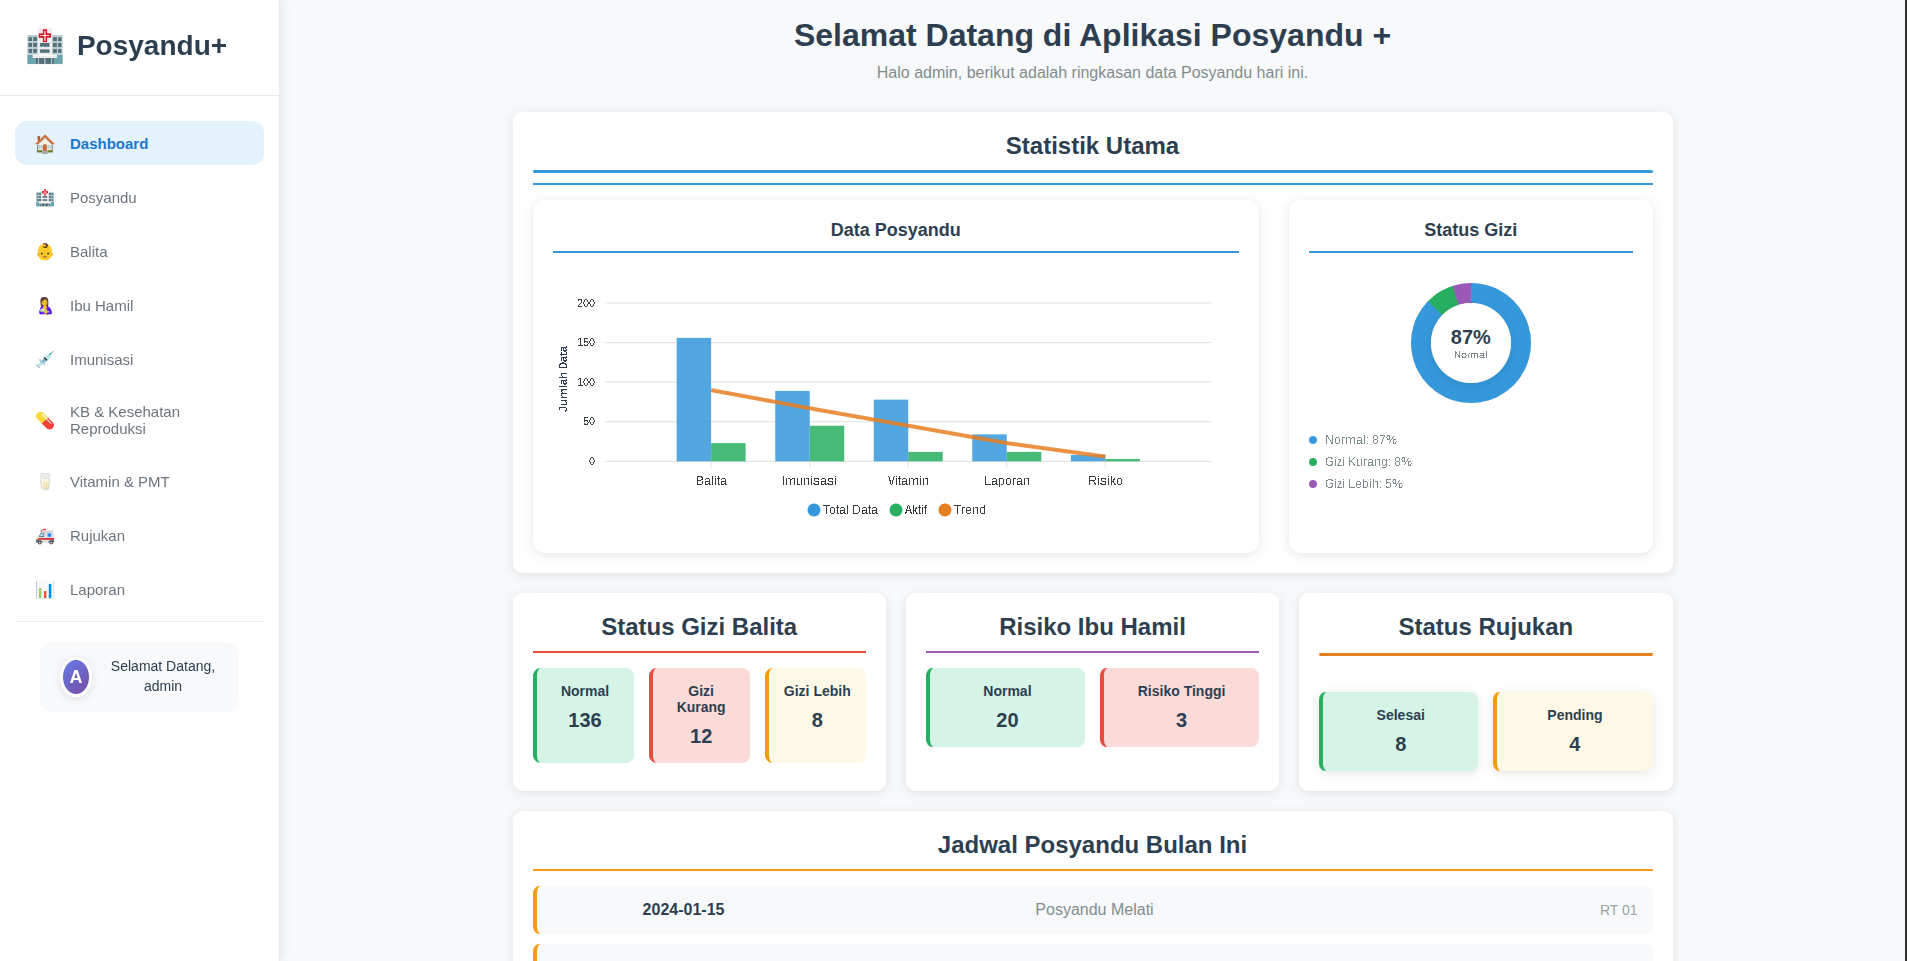 Posyandu+
Dashboard
Posyandu
Balita
Ibu Hamil
Imunisasi
KB & Kesehatan
Reproduksi
Vitamin & PMT
Rujukan
Laporan
A
Selamat Datang,
admin
Selamat Datang di Aplikasi Posyandu +
Halo admin, berikut adalah ringkasan data Posyandu hari ini.
Statistik Utama
Data Posyandu
Jumlah Data
200
150
100
50
0
Balita Imunisasi Vitamin Laporan Risiko
Total Data Aktif Trend
Status Gizi
87%
Normal
Normal: 87%
Gizi Kurang: 8%
Gizi Lebih: 5%
Status Gizi Balita
Normal
136
Gizi
Kurang
12
Gizi Lebih
8
Risiko Ibu Hamil
Normal
20
Risiko Tinggi
3
Status Rujukan
Selesai
8
Pending
4
Jadwal Posyandu Bulan Ini
2024-01-15 Posyandu Melati RT 01